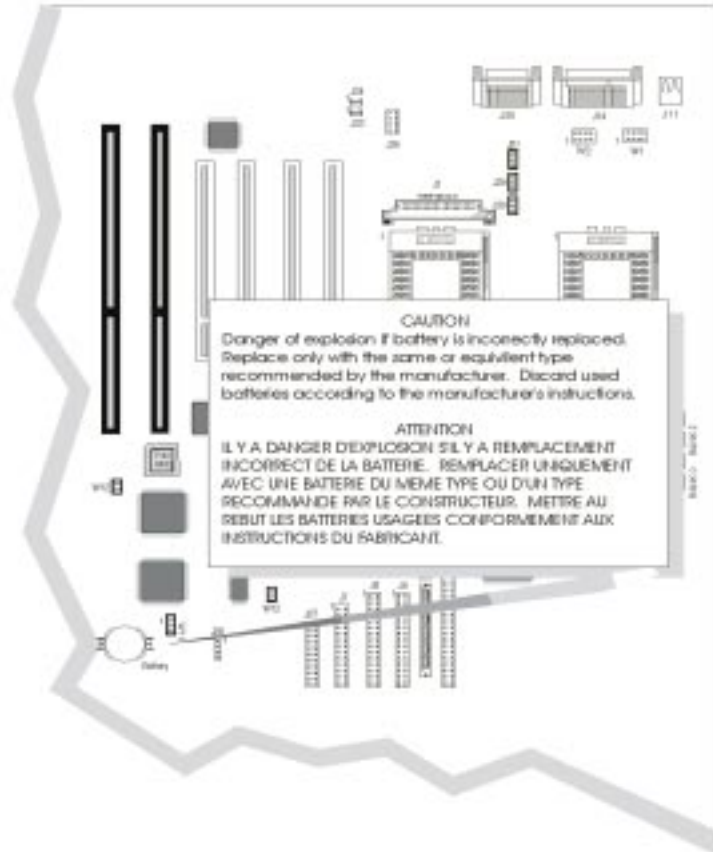 J11
W2
W1
CAUTION
Danger of explosion if battery is incorrectly replaced.
Replace only with the same or equivilent type
recommended by the manufacturer. Discard used
batteries according to the manufacturer's instructions.
ATTENTION
IL Y A DANGER D'EXPLOSION S'IL Y A REMPLACEMENT
INCORRECT DE LA BATTERIE. REMPLACER UNIQUEMENT
AVEC UNE BATTERIE DU MEME TYPE OU D'UN TYPE
RECOMMANDE PAR LE CONSTRUCTEUR. METTRE AU
REBUT LES BATTERIES USAGEES CONFORMEMENT AUX
INSTRUCTIONS DU FABRICANT.
Battery